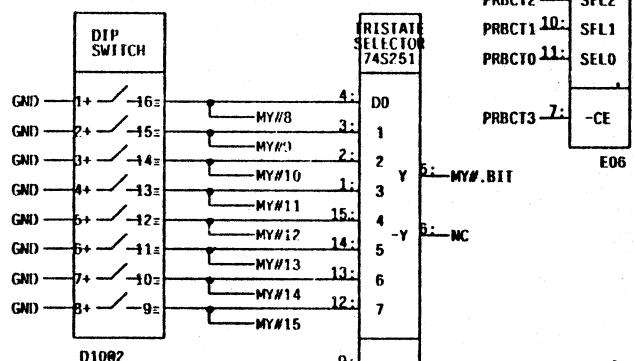 PRBCT2 SEL2
PRBCT1 10: SEL1
PRBCT0 11: SEL0
PRBCT3 7: -CE
E06
DIP
SWITCH
TRISTATE
SELECTOR
74S251
GND 1+ 16= MY#8 4: D0
GND 2+ 15= MY#9 3: 1
GND 3+ 14= MY#10 2: 2
Y 5: MY#.BIT
GND 4+ 13= MY#11 1: 3
GND 5+ 12= MY#12 15: 4
-Y 6: NC
GND 6+ 11= MY#13 14: 5
GND 7+ 10= MY#14 13: 6
GND 8+ 9= MY#15 12: 7
D1002
9: